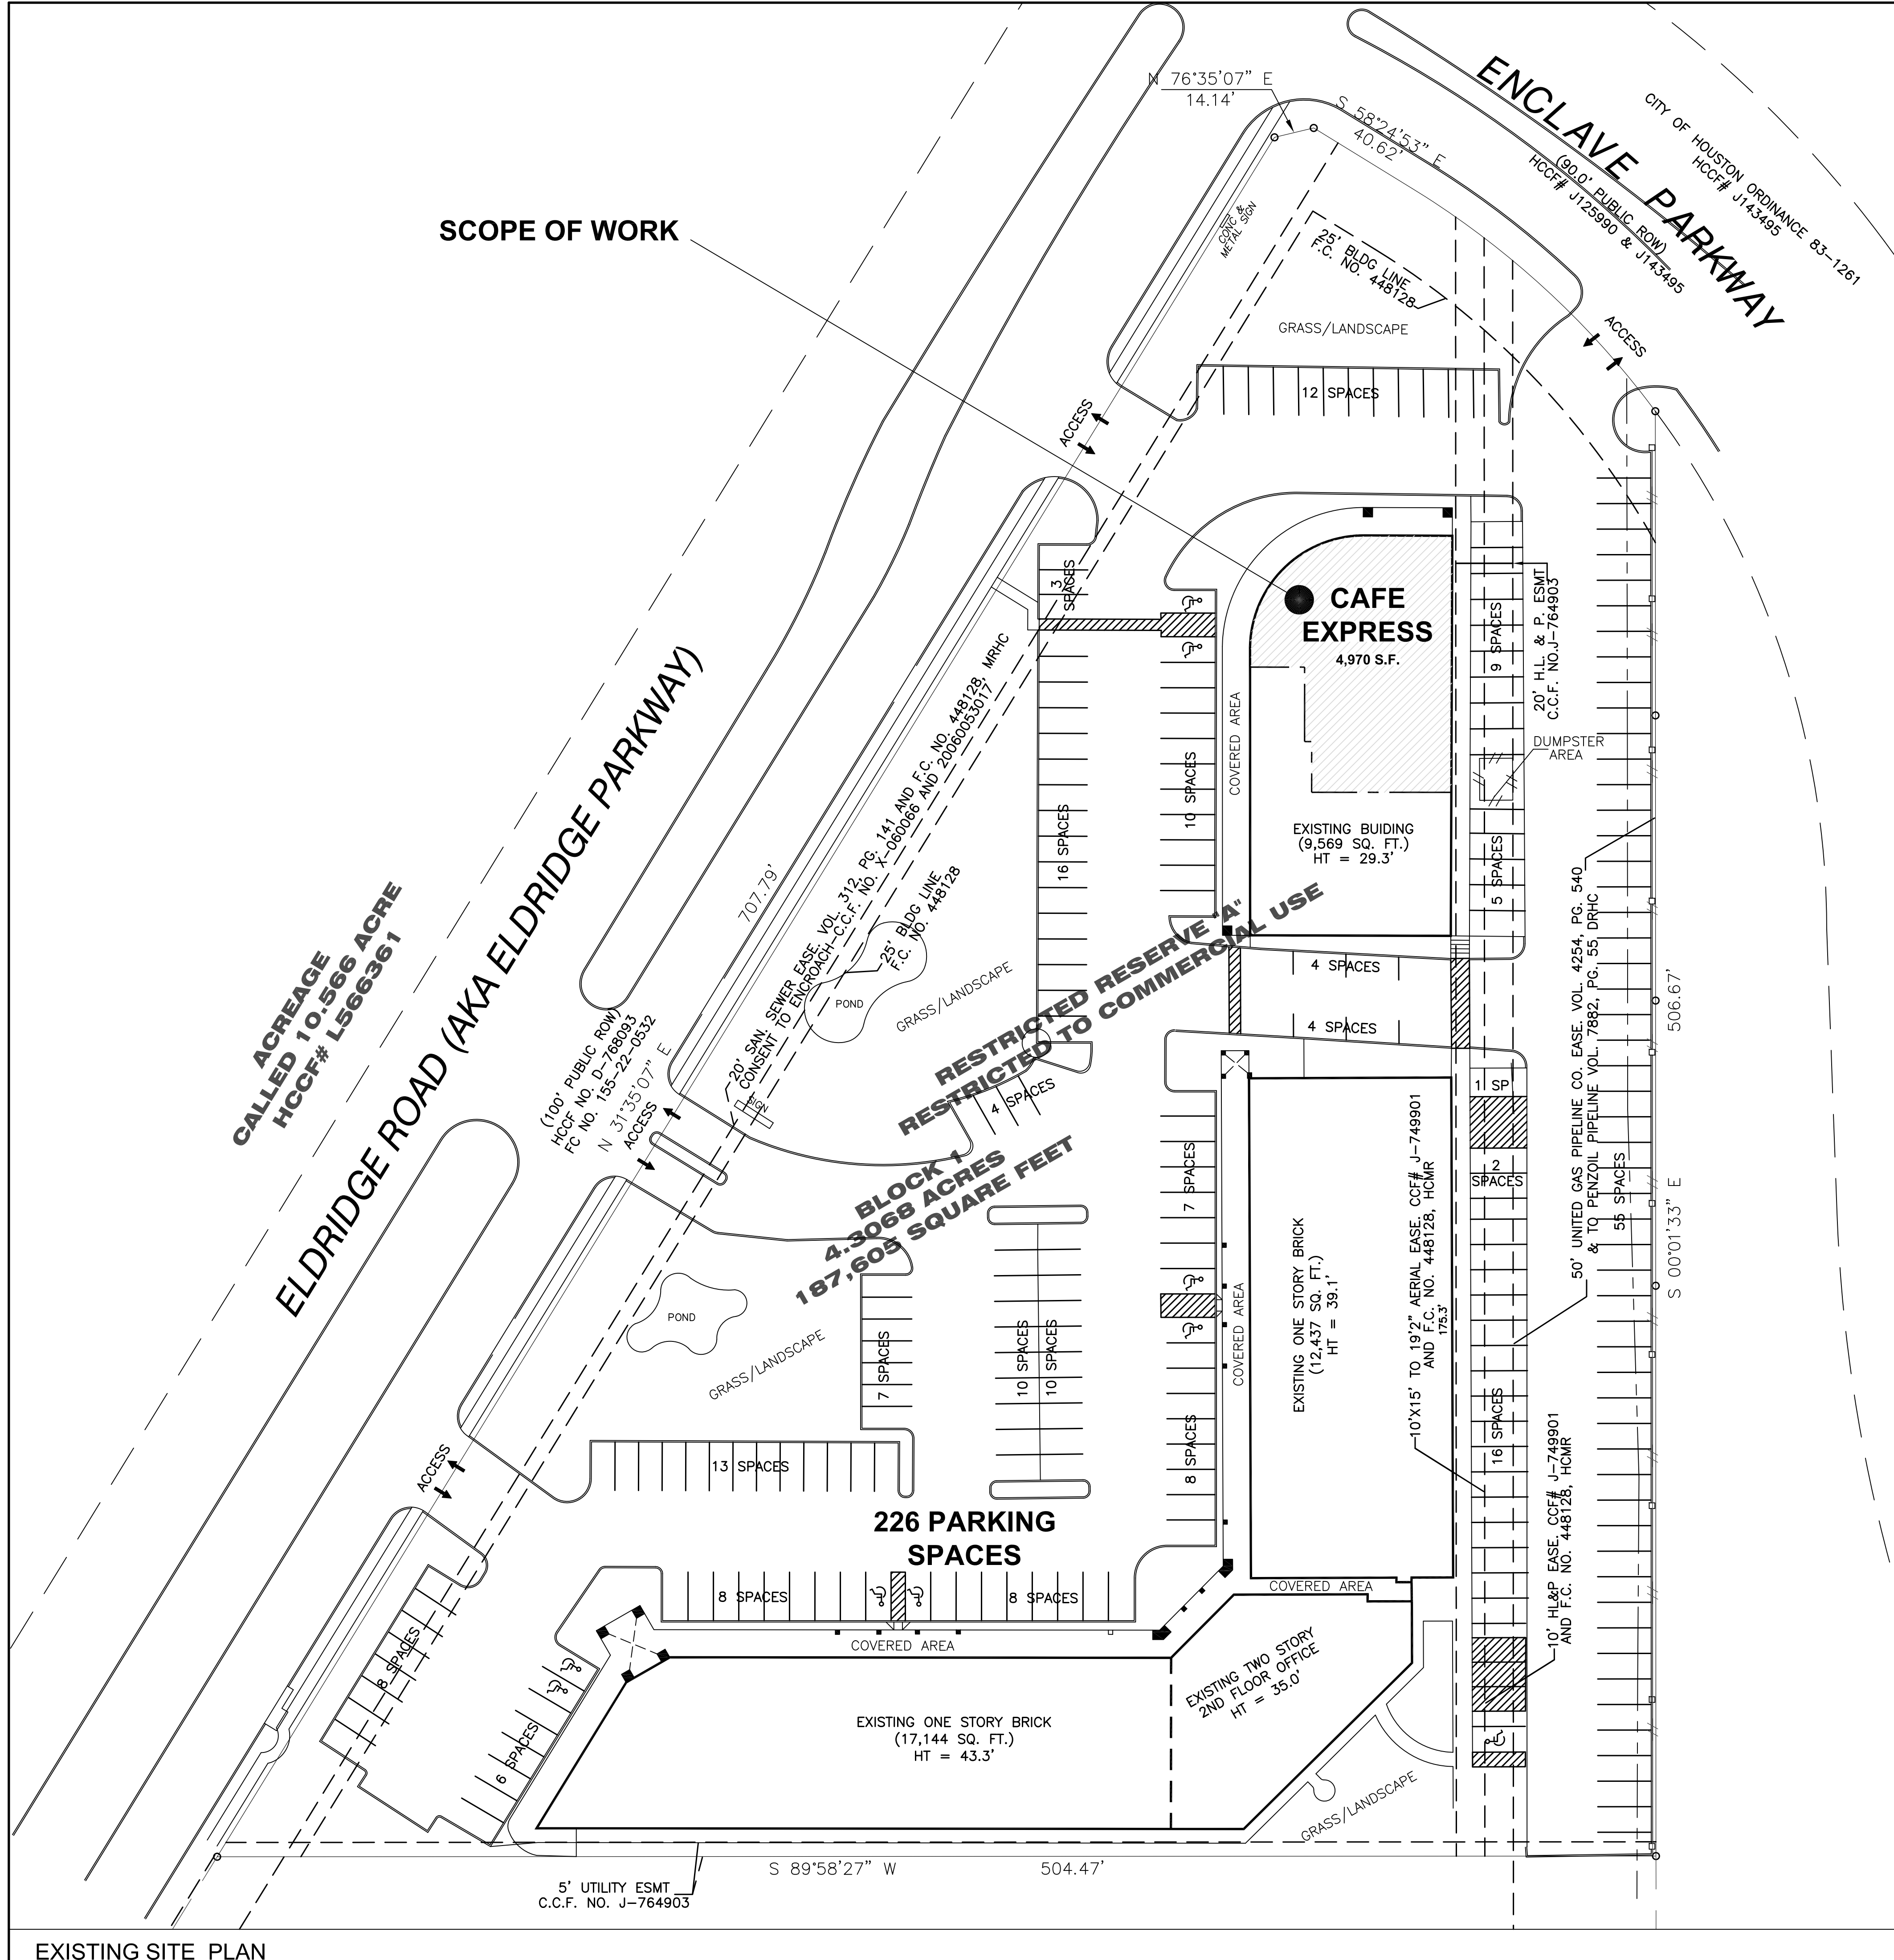 N 76°35'07" E
14.14'
S 58°24'53" E
40.62'
ENCLAVE PARKWAY
(90.0' PUBLIC ROW)
HCCF# J125990 & J143495
CITY OF HOUSTON ORDINANCE 83-1261
HCCF# J143495
SCOPE OF WORK
CONC &
METAL SIGN
25' BLDG LINE
F.C. NO. 448128
GRASS/LANDSCAPE
ACCESS
12 SPACES
ACCESS
3
SPACES
CAFE
EXPRESS
4,970 S.F.
9 SPACES
20' H.L. & P. ESMT
C.C.F. NO.J-764903
DUMPSTER
AREA
COVERED AREA
10 SPACES
16 SPACES
EXISTING BUIDING
(9,569 SQ. FT.)
HT = 29.3'
5 SPACES
ELDRIDGE ROAD (AKA ELDRIDGE PARKWAY)
ACREAGE
CALLED 10.566 ACRE
HCCF# L566361
707.79'
20' SAN. SEWER EASE. VOL. 312, PG. 141 AND F.C. NO. 448128, MRHC
CONSENT TO ENCROACH-C.C.F. NO. X-060066 AND 20060053017
25' BLDG LINE
F.C. NO. 448128
POND
GRASS/LANDSCAPE
RESTRICTED RESERVE "A"
RESTRICTED TO COMMERCIAL USE
4 SPACES
4 SPACES
506.67'
(100' PUBLIC ROW)
HCCF NO. D-768093
FC NO. 155-22-0532
N 31°35'07" E
ACCESS
SIGN
4 SPACES
1 SP
2
SPACES
BLOCK 1
4.3068 ACRES
187,605 SQUARE FEET
7 SPACES
EXISTING ONE STORY BRICK
(12,437 SQ. FT.)
HT = 39.1'
10'X15' TO 19'2" AERIAL EASE. CCF# J-749901
AND F.C. NO. 448128, HCMR
175.3'
50' UNITED GAS PIPELINE CO. EASE. VOL. 4254, PG. 540
& TO PENZOIL PIPELINE VOL. 7882, PG. 55, DRHC
55 SPACES
S 00°01'33" E
POND
GRASS/LANDSCAPE
7 SPACES
10 SPACES
10 SPACES
COVERED AREA
8 SPACES
16 SPACES
ACCESS
13 SPACES
10' HL&P EASE. CCF# J-749901
AND F.C. NO. 448128, HCMR
226 PARKING
SPACES
8 SPACES
8 SPACES
COVERED AREA
COVERED AREA
8 SPACES
6 SPACES
EXISTING TWO STORY
2ND FLOOR OFFICE
HT = 35.0'
EXISTING ONE STORY BRICK
(17,144 SQ. FT.)
HT = 43.3'
GRASS/LANDSCAPE
S 89°58'27" W
504.47'
5' UTILITY ESMT
C.C.F. NO. J-764903
EXISTING SITE PLAN